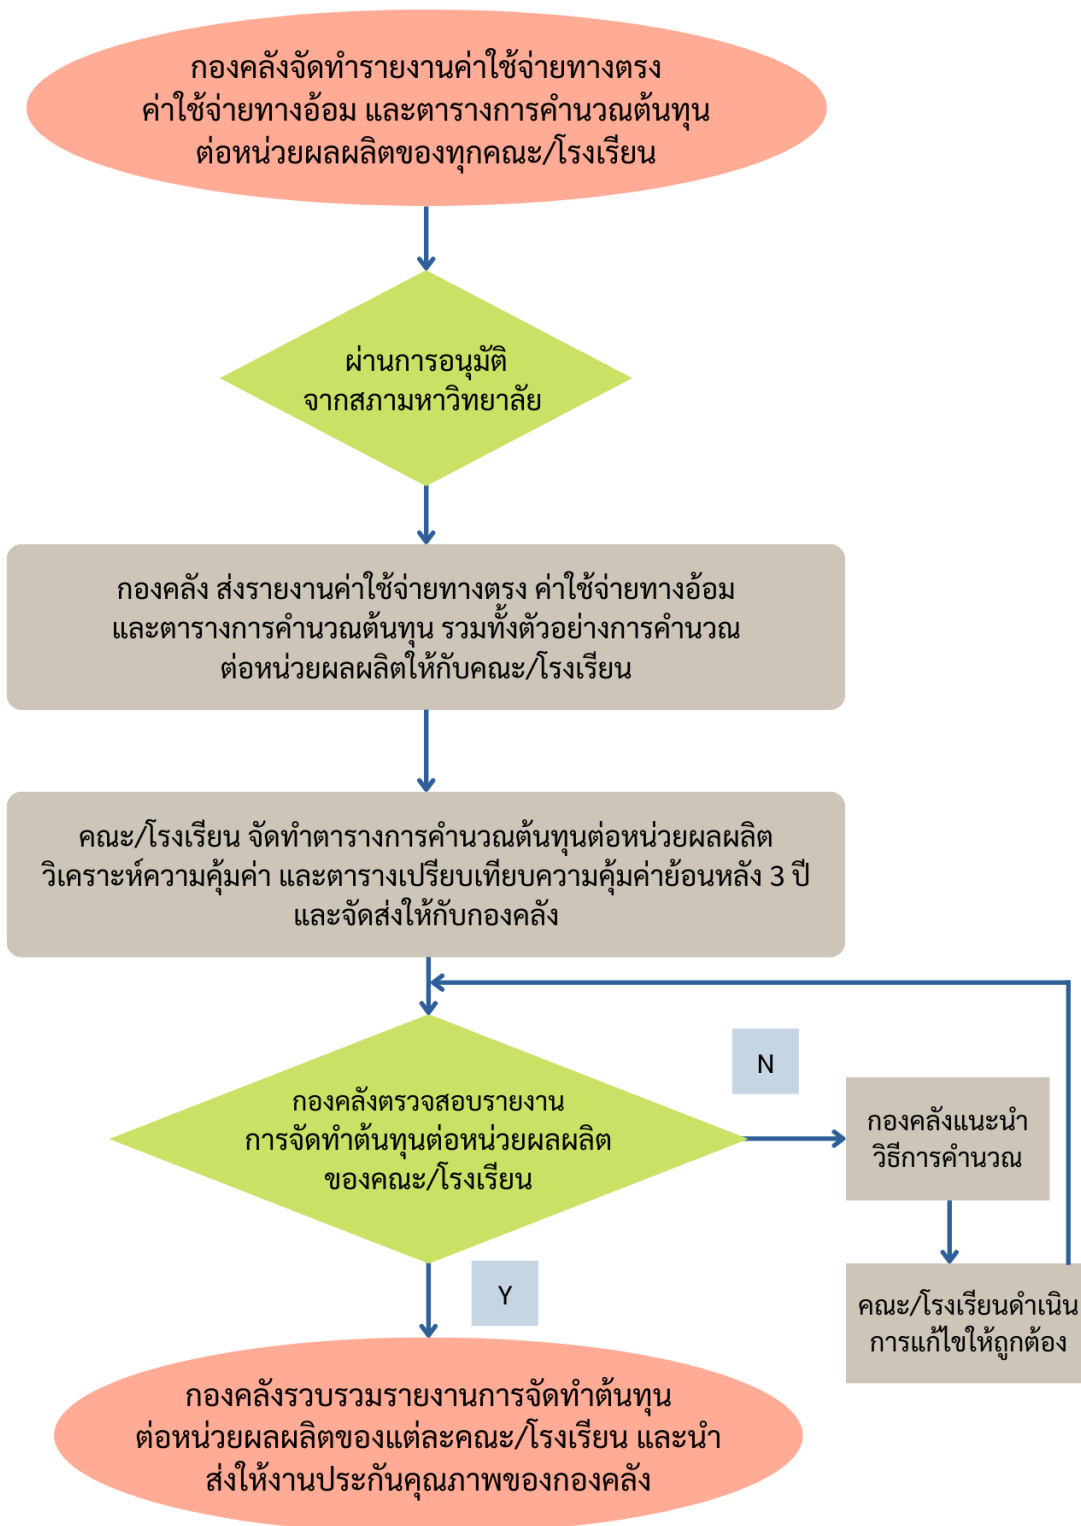 กองคลังจัดทำรายงานค่าใช้จ่ายทางตรง
ค่าใช้จ่ายทางอ้อม และตารางการคำนวณต้นทุน
ต่อหน่วยผลผลิตของทุกคณะ/โรงเรียน
ผ่านการอนุมัติ
จากสภามหาวิทยาลัย
กองคลัง ส่งรายงานค่าใช้จ่ายทางตรง ค่าใช้จ่ายทางอ้อม
และตารางการคำนวณต้นทุน รวมทั้งตัวอย่างการคำนวณ
ต่อหน่วยผลผลิตให้กับคณะ/โรงเรียน
คณะ/โรงเรียน จัดทำตารางการคำนวณต้นทุนต่อหน่วยผลผลิต
วิเคราะห์ความคุ้มค่า และตารางเปรียบเทียบความคุ้มค่าย้อนหลัง 3 ปี
และจัดส่งให้กับกองคลัง
กองคลังตรวจสอบรายงาน
การจัดทำต้นทุนต่อหน่วยผลผลิต
ของคณะ/โรงเรียน
N
กองคลังแนะนำ
วิธีการคำนวณ
คณะ/โรงเรียนดำเนิน
การแก้ไขให้ถูกต้อง
Y
กองคลังรวบรวมรายงานการจัดทำต้นทุน
ต่อหน่วยผลผลิตของแต่ละคณะ/โรงเรียน และนำ
ส่งให้งานประกันคุณภาพของกองคลัง